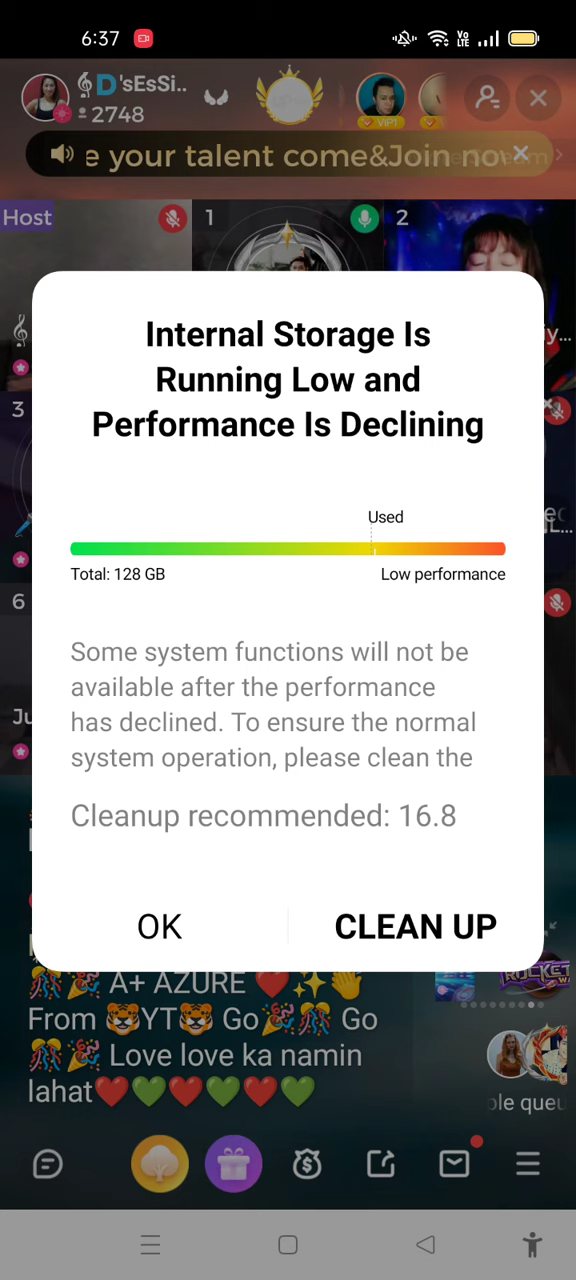 6:37
Vo
LTE
D'sEsSi..
2748
VIP1
e your talent come&Join no
Host
1
2
Internal Storage Is
Running Low and
Performance Is Declining
3
Used
Total: 128 GB
Low performance
6
Some system functions will not be
available after the performance
has declined. To ensure the normal
system operation, please clean the
Cleanup recommended: 16.8
OK
CLEAN UP
🎊🎉 A+ AZURE ❤️✨👋
ROCKET
From 🐯YT🐯 Go🎉🎊 Go
🎊🎉 Love love ka namin
lahat❤️💚❤️💚❤️💚